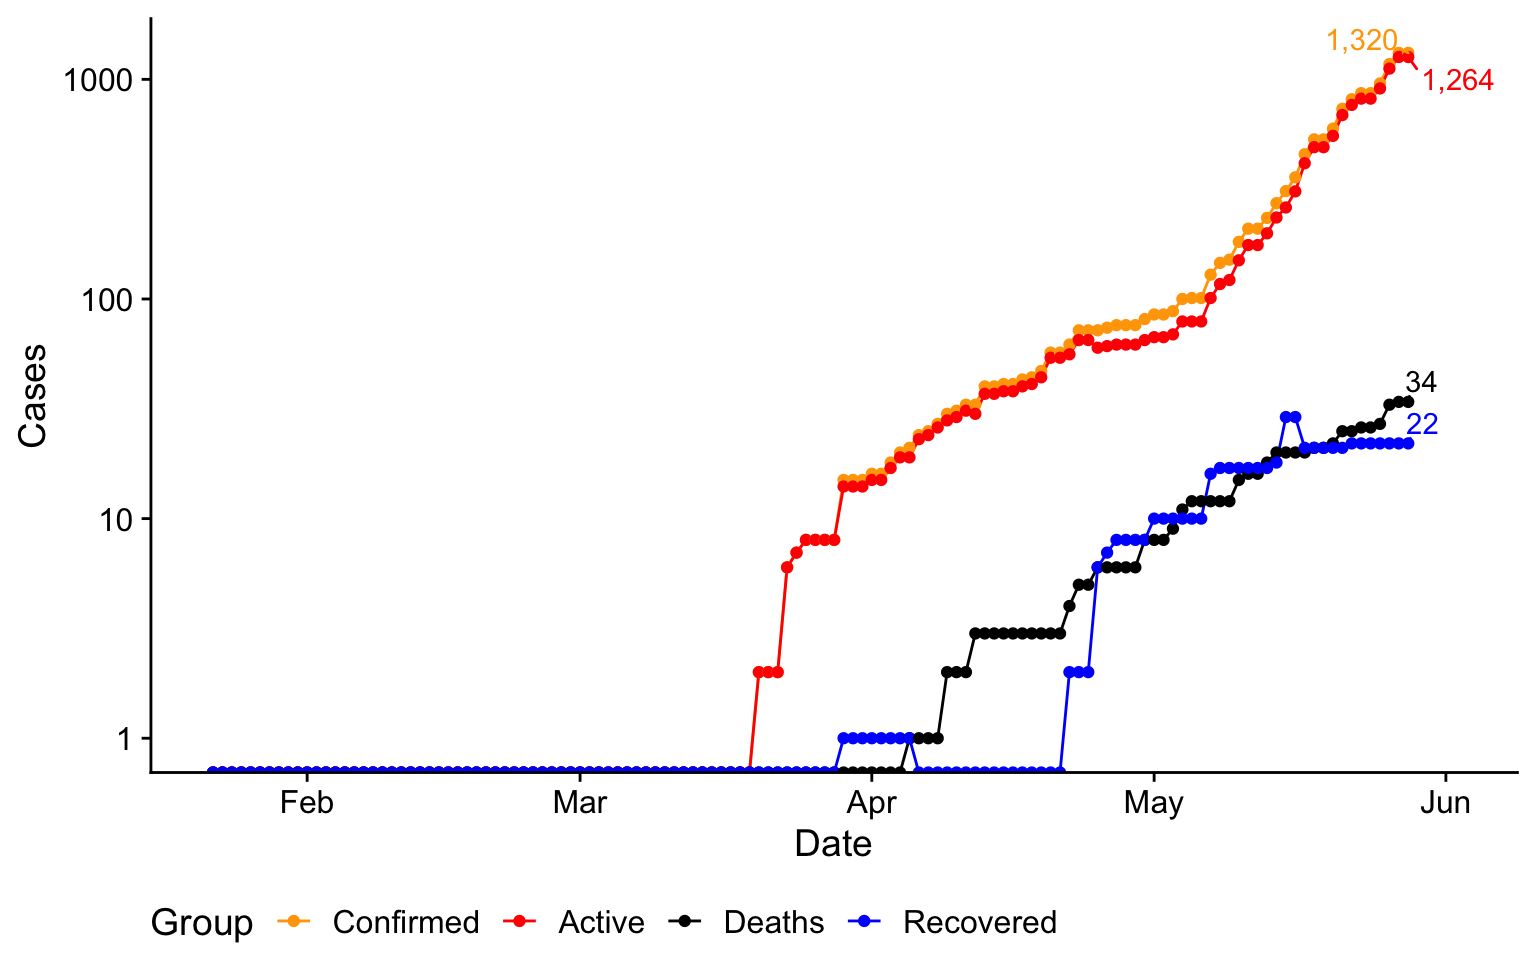 1,320
1000
1,264
100
Cases
34
22
10
1
Feb Mar Apr May Jun
Date
Group Confirmed Active Deaths Recovered